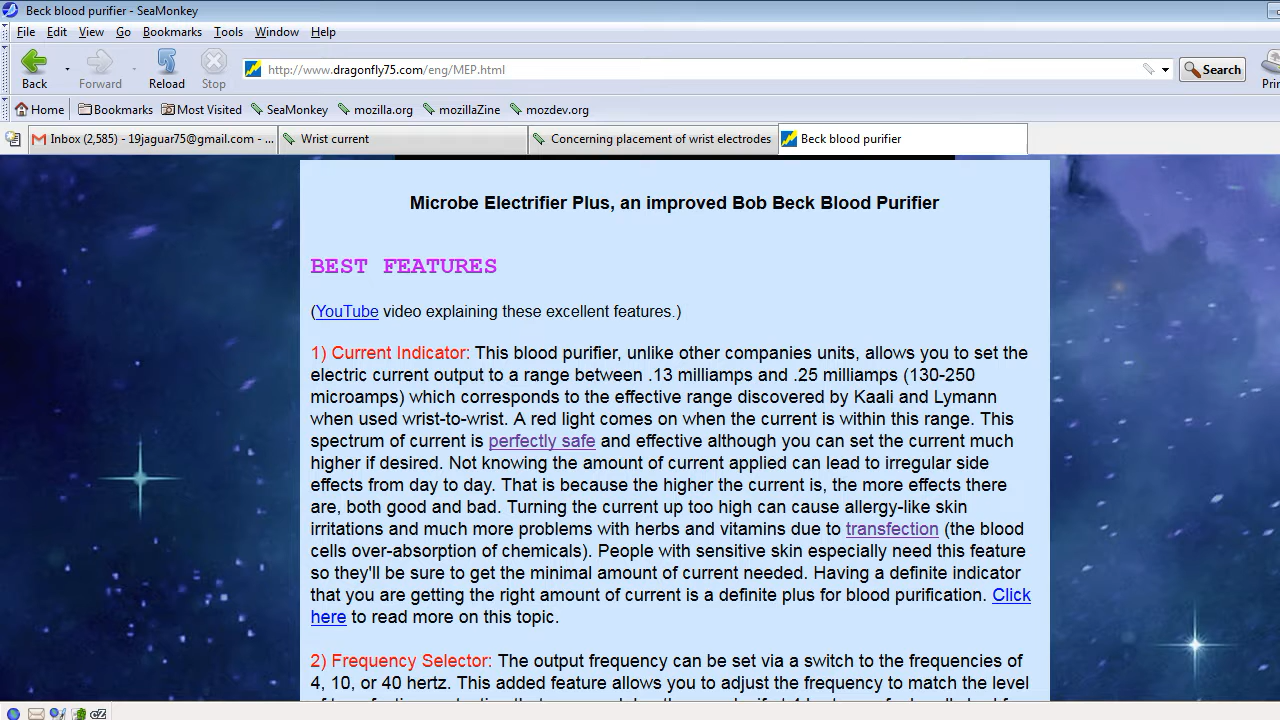 Beck blood purifier - SeaMonkey
File Edit View Go Bookmarks Tools Window Help
Back Forward Reload Stop http://www.dragonfly75.com/eng/MEP.html Search
Home Bookmarks Most Visited SeaMonkey mozilla.org mozillaZine mozdev.org
Inbox (2,585) - 19jaguar75@gmail.com - ... Wrist current Concerning placement of wrist electrodes Beck blood purifier
Microbe Electrifier Plus, an improved Bob Beck Blood Purifier
BEST FEATURES
(YouTube video explaining these excellent features.)
1) Current Indicator: This blood purifier, unlike other companies units, allows you to set the
electric current output to a range between .13 milliamps and .25 milliamps (130-250
microamps) which corresponds to the effective range discovered by Kaali and Lymann
when used wrist-to-wrist. A red light comes on when the current is within this range. This
spectrum of current is perfectly safe and effective although you can set the current much
higher if desired. Not knowing the amount of current applied can lead to irregular side
effects from day to day. That is because the higher the current is, the more effects there
are, both good and bad. Turning the current up too high can cause allergy-like skin
irritations and much more problems with herbs and vitamins due to transfection (the blood
cells over-absorption of chemicals). People with sensitive skin especially need this feature
so they'll be sure to get the minimal amount of current needed. Having a definite indicator
that you are getting the right amount of current is a definite plus for blood purification. Click
here to read more on this topic.
2) Frequency Selector: The output frequency can be set via a switch to the frequencies of
4, 10, or 40 hertz. This added feature allows you to adjust the frequency to match the level